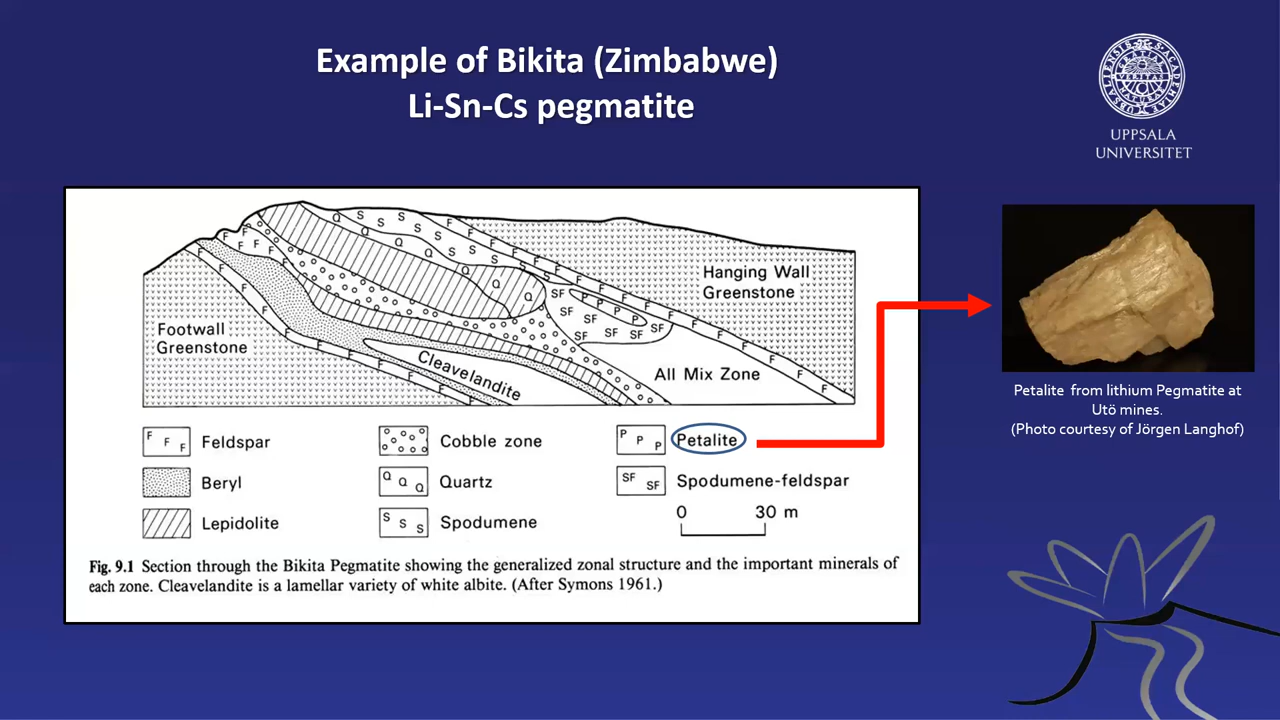 Example of Bikita (Zimbabwe)
Li-Sn-Cs pegmatite
UPPSALA
UNIVERSITET
Hanging Wall
Greenstone
Footwall
Greenstone
Cleavelandite
All Mix Zone
F F F Feldspar
Beryl
Lepidolite
Cobble zone
Q Q Q Quartz
S S S Spodumene
P P P Petalite
SF SF Spodumene-feldspar
0 30 m
Fig. 9.1 Section through the Bikita Pegmatite showing the generalized zonal structure and the important minerals of
each zone. Cleavelandite is a lamellar variety of white albite. (After Symons 1961.)
Petalite from lithium Pegmatite at
Utö mines.
(Photo courtesy of Jörgen Langhof)